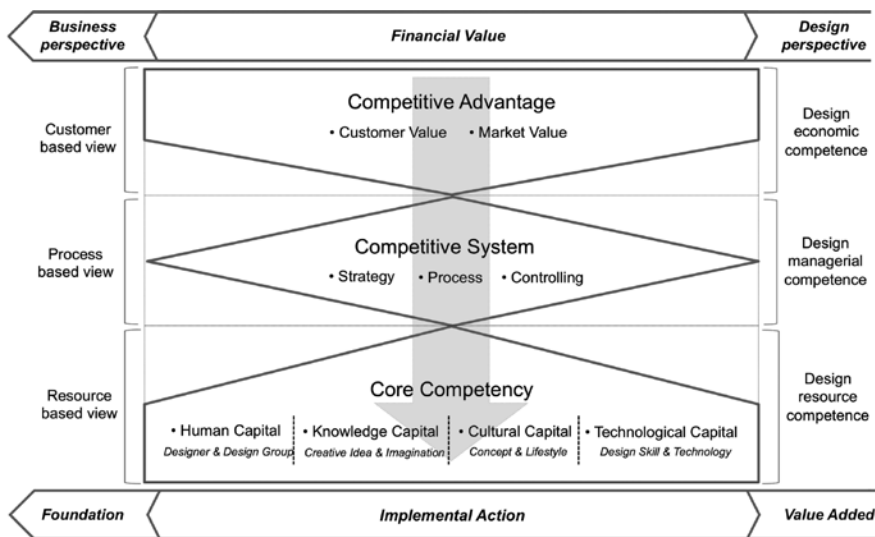 Business perspective
Financial Value
Design perspective
Customer
based view
Competitive Advantage
• Customer Value • Market Value
Design
economic
competence
Process
based view
Competitive System
• Strategy • Process • Controlling
Design
managerial
competence
Resource
based view
Core Competency
• Human Capital • Knowledge Capital • Cultural Capital • Technological Capital
Designer & Design Group Creative Idea & Imagination Concept & Lifestyle Design Skill & Technology
Design
resource
competence
Foundation Implemental Action Value Added